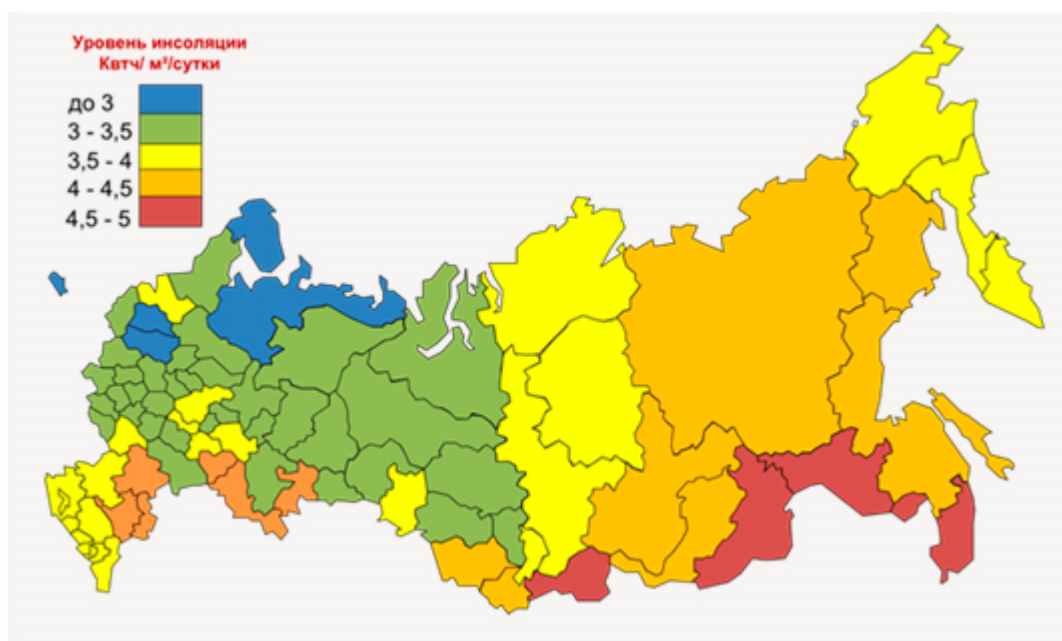 Уровень инсоляции
Квтч/ м²/сутки
до 3
3 - 3,5
3,5 - 4
4 - 4,5
4,5 - 5